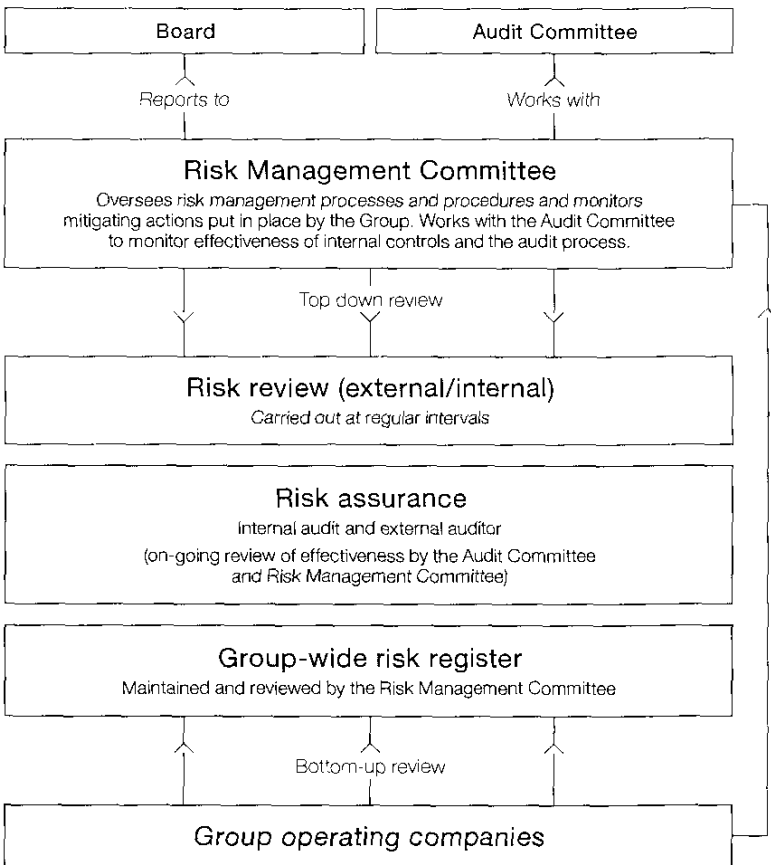 Board
Audit Committee
Reports to
Works with
Risk Management Committee
Oversees risk management processes and procedures and monitors
mitigating actions put in place by the Group. Works with the Audit Committee
to monitor effectiveness of internal controls and the audit process.
Top down review
Risk review (external/internal)
Carried out at regular intervals
Risk assurance
Internal audit and external auditor
(on-going review of effectiveness by the Audit Committee
and Risk Management Committee)
Group-wide risk register
Maintained and reviewed by the Risk Management Committee
Bottom-up review
Group operating companies